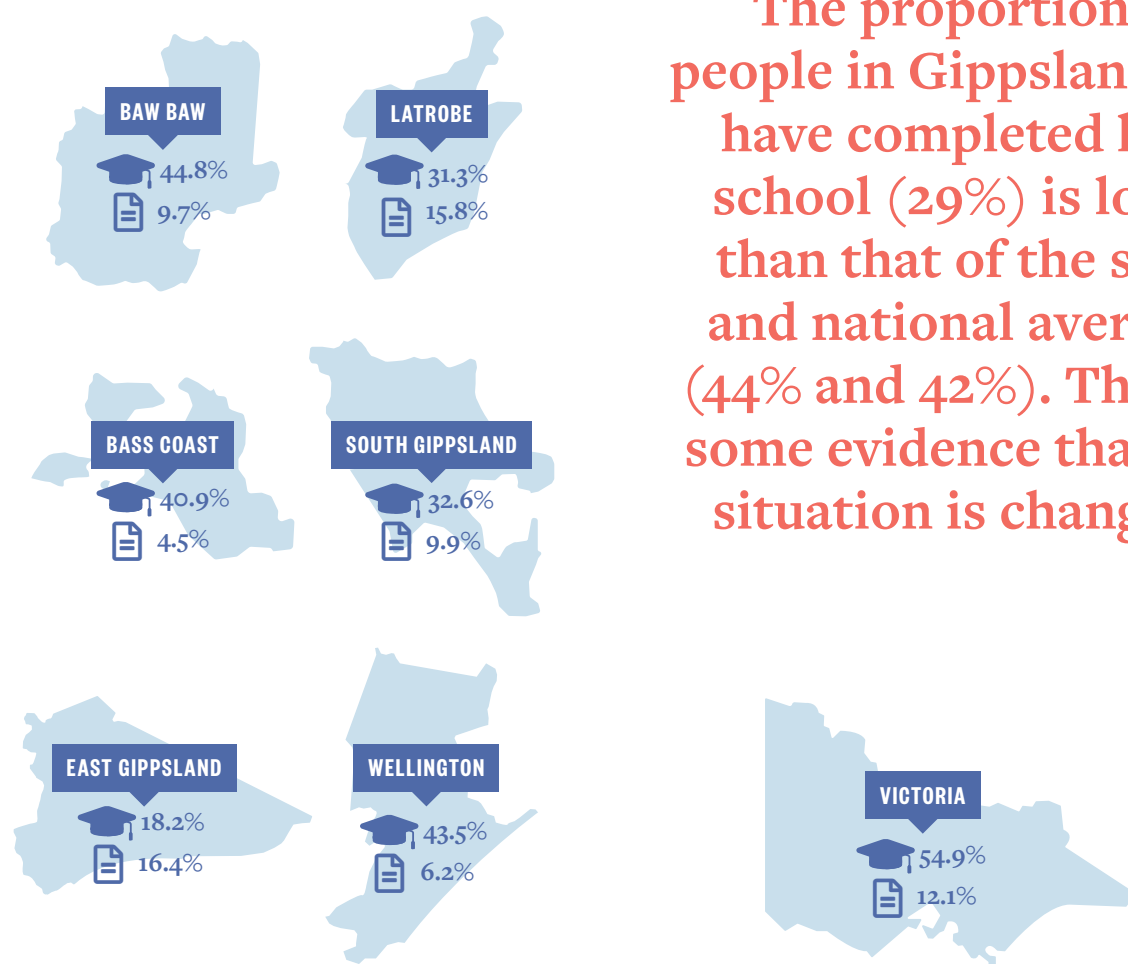 BAW BAW
44.8%
9.7%
LATROBE
31.3%
15.8%
BASS COAST
40.9%
4.5%
SOUTH GIPPSLAND
32.6%
9.9%
EAST GIPPSLAND
18.2%
16.4%
WELLINGTON
43.5%
6.2%
The proportion
people in Gippslan
have completed
school (29%) is lo
than that of the s
and national aver
(44% and 42%). Th
some evidence tha
situation is chang
VICTORIA
54.9%
12.1%